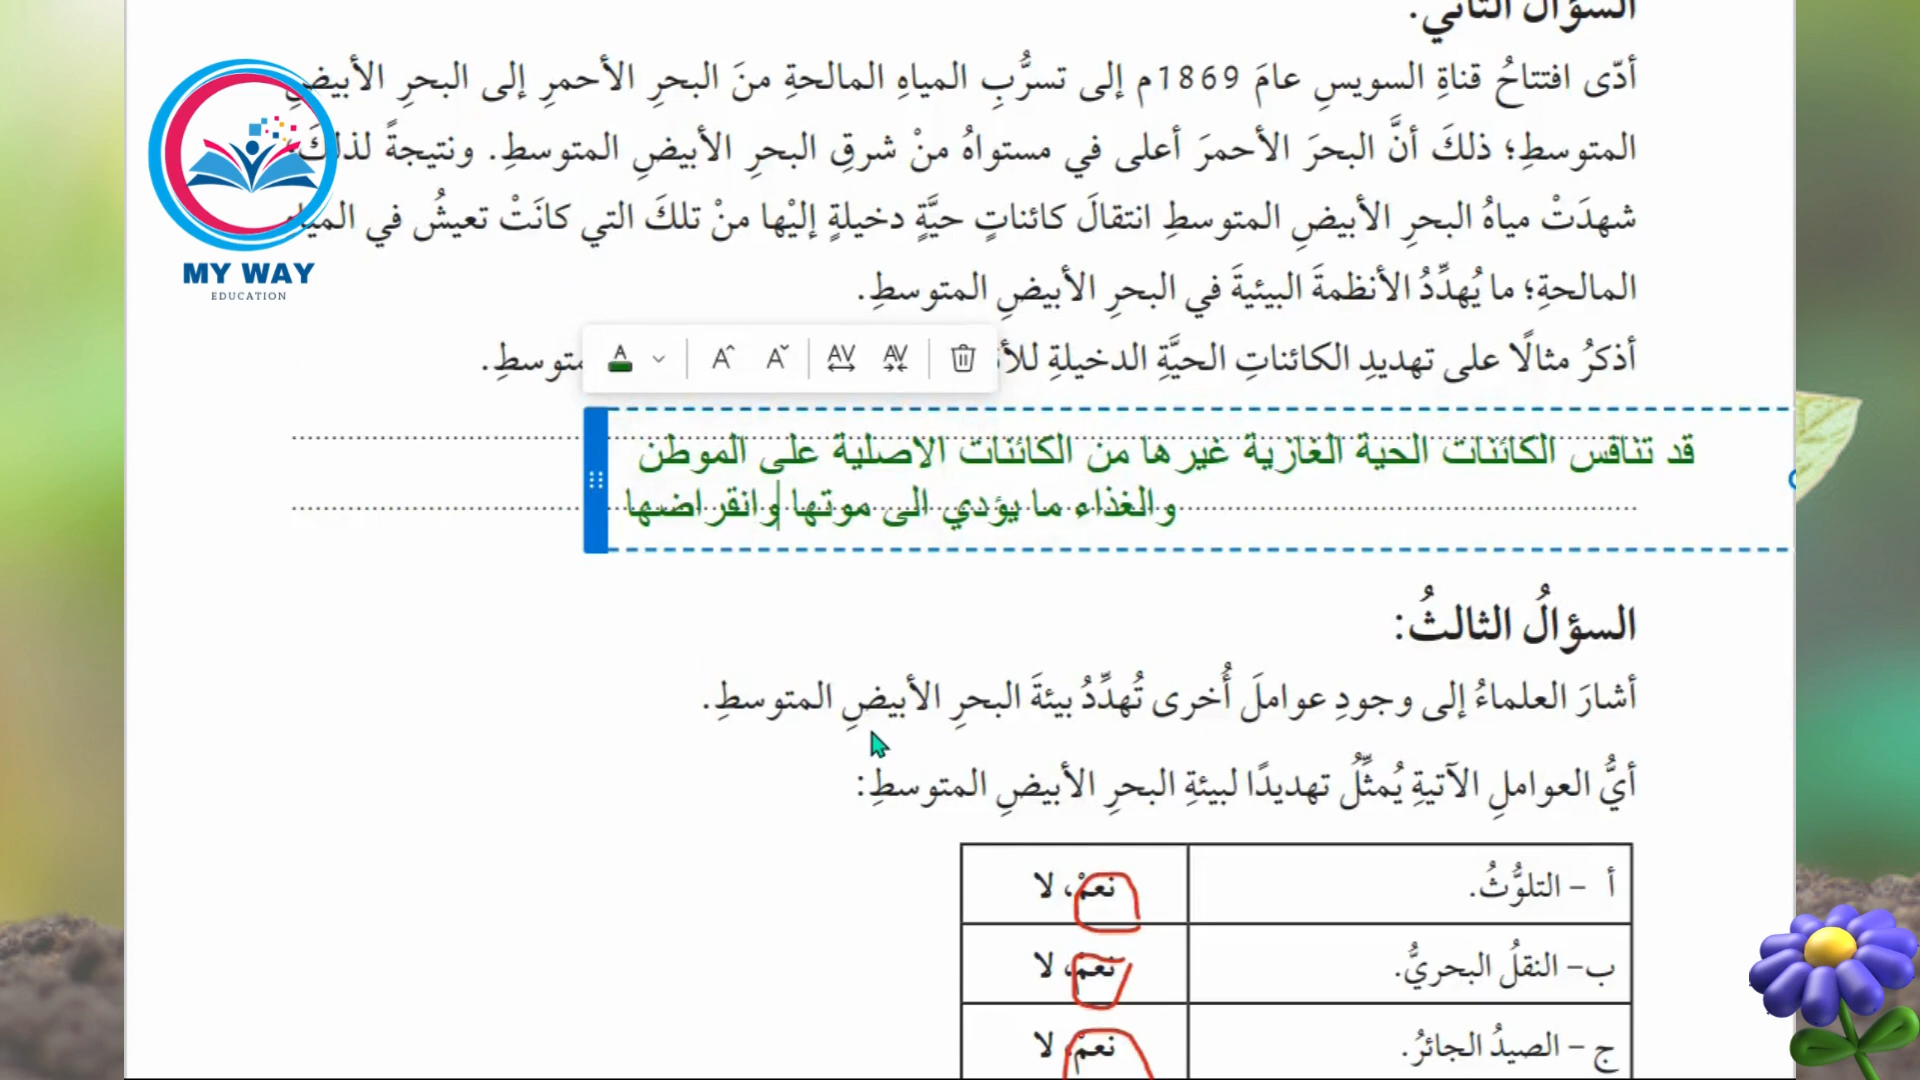 السؤال الثاني:
أدّى افتتاحُ قناةِ السويسِ عامَ 1869م إلى تسرُّبِ المياهِ المالحةِ منَ البحرِ الأحمرِ إلى البحرِ الأبيضِ
المتوسطِ؛ ذلكَ أنَّ البحرَ الأحمرَ أعلى في مستواهُ منْ شرقِ البحرِ الأبيضِ المتوسطِ. ونتيجةً لذلكَ
شهدَتْ مياهُ البحرِ الأبيضِ المتوسطِ انتقالَ كائناتٍ حيَّةٍ دخيلةٍ إليْها منْ تلكَ التي كانَتْ تعيشُ في
المالحةِ؛ ما يُهدِّدُ الأنظمةَ البيئيةَ في البحرِ الأبيضِ المتوسطِ.
أذكرُ مثالًا على تهديدِ الكائناتِ الحيَّةِ الدخيلةِ
قد تنافس الكائنات الحية الغازية غيرها من الكائنات الاصلية على الموطن
والغذاء ما يؤدي الى موتها وانقراضها
السؤالُ الثالثُ:
أشارَ العلماءُ إلى وجودِ عواملَ أُخرى تُهدِّدُ بيئةَ البحرِ الأبيضِ المتوسطِ.
أيُّ العواملِ الآتيةِ يُمثِّلُ تهديدًا لبيئةِ البحرِ الأبيضِ المتوسطِ:
أ – التلوُّثُ. نعمْ، لا
ب– النقلُ البحريُّ. نعمْ، لا
ج – الصيدُ الجائرُ. نعمْ، لا
MY WAY
EDUCATION